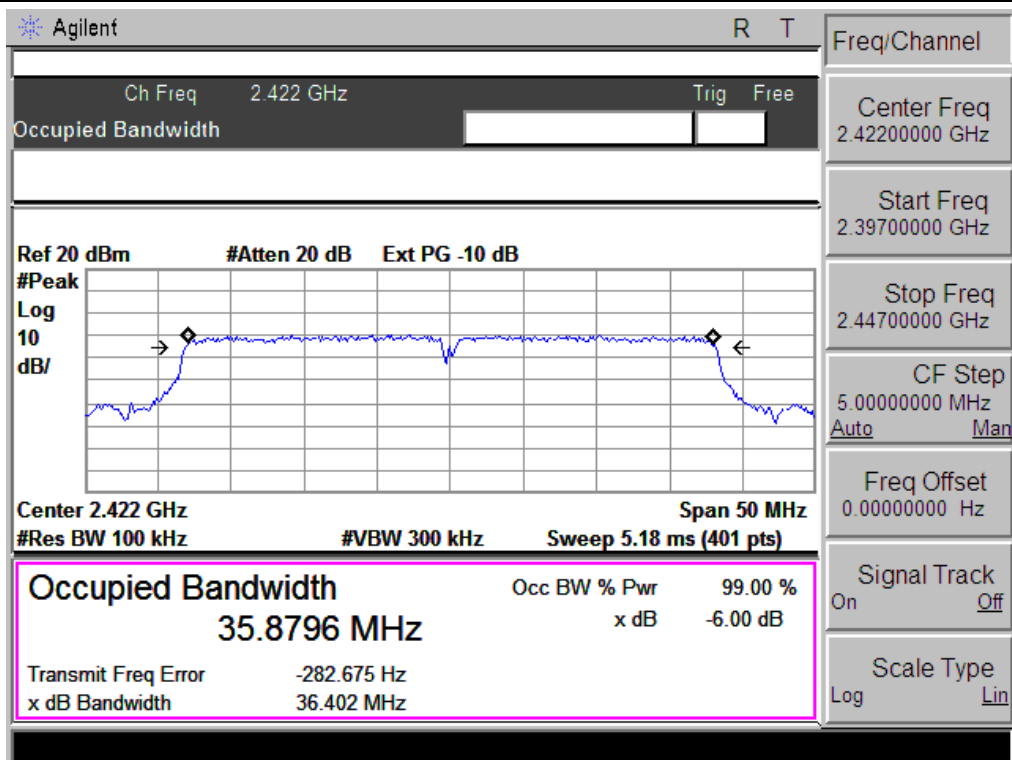 Agilent R T
Freq/Channel
Ch Freq 2.422 GHz Trig Free
Occupied Bandwidth
Center Freq
2.42200000 GHz
Start Freq
2.39700000 GHz
Stop Freq
2.44700000 GHz
CF Step
5.00000000 MHz
Auto Man
Freq Offset
0.00000000 Hz
Signal Track
On Off
Scale Type
Log Lin
Ref 20 dBm #Atten 20 dB Ext PG -10 dB
#Peak
Log
10
dB/
Center 2.422 GHz Span 50 MHz
#Res BW 100 kHz #VBW 300 kHz Sweep 5.18 ms (401 pts)
Occupied Bandwidth Occ BW % Pwr 99.00 %
35.8796 MHz x dB -6.00 dB
Transmit Freq Error -282.675 Hz
x dB Bandwidth 36.402 MHz